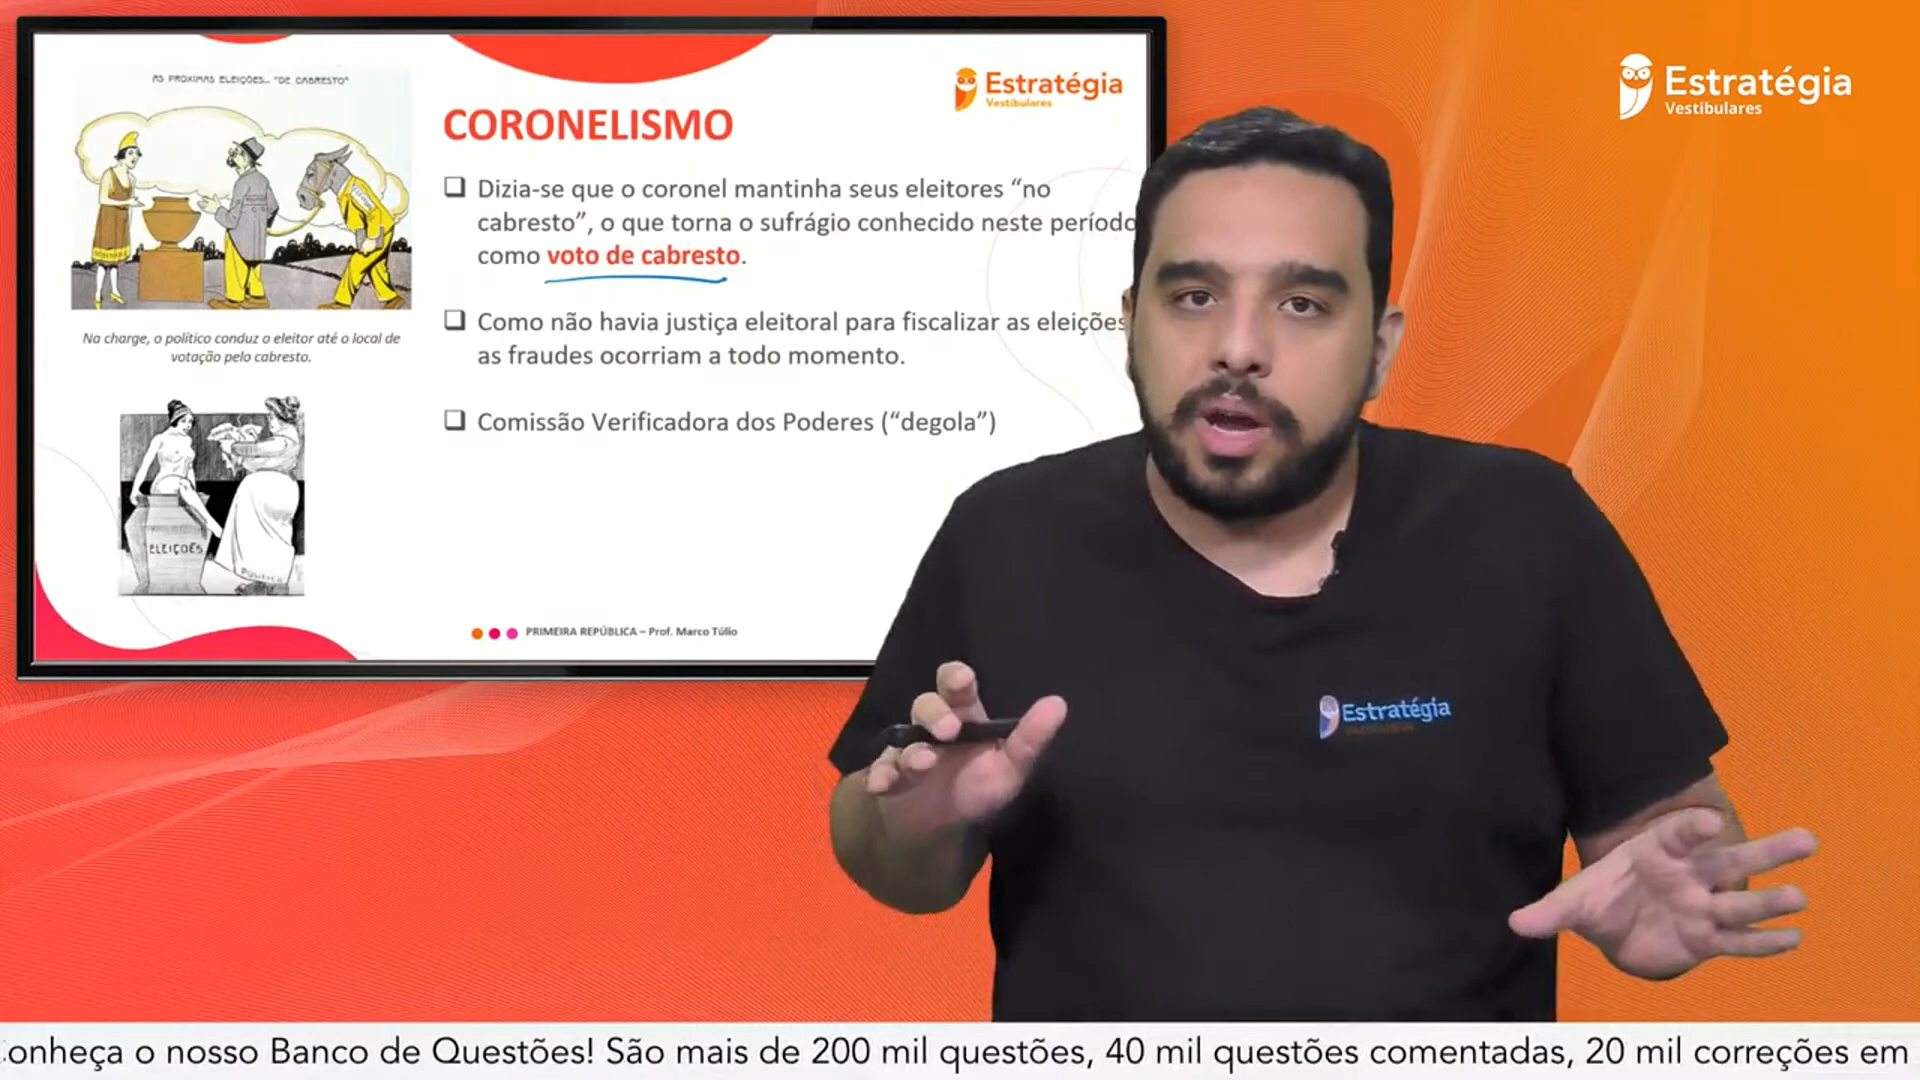 AS PROXIMAS ELEIÇÕES... "DE CABRESTO"
Estratégia
Vestibulares
Estratégia
Vestibulares
CORONELISMO
❑ Dizia-se que o coronel mantinha seus eleitores “no
cabresto”, o que torna o sufrágio conhecido neste período
como voto de cabresto.
Na charge, o político conduz o eleitor até o local de
votação pelo cabresto.
❑ Como não havia justiça eleitoral para fiscalizar as eleições
as fraudes ocorriam a todo momento.
❑ Comissão Verificadora dos Poderes (“degola”)
ELEIÇÕES
PRIMEIRA REPÚBLICA – Prof. Marco Túlio
Estratégia
onheça o nosso Banco de Questões! São mais de 200 mil questões, 40 mil questões comentadas, 20 mil correções em